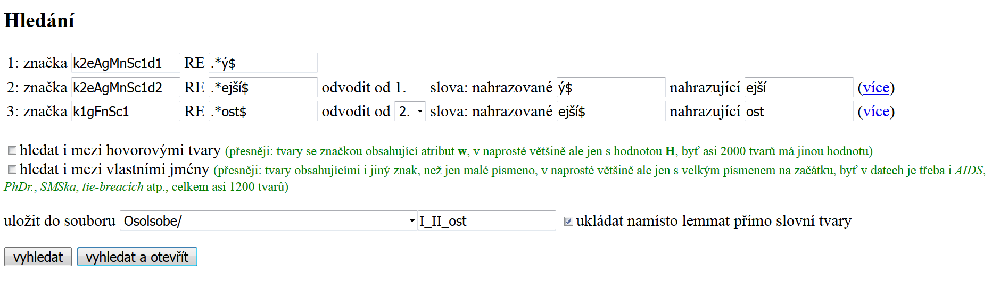 Hledání
1: značka k2eAgMnSc1d1 RE .*ý$
2: značka k2eAgMnSc1d2 RE .*ejší$ odvodit od 1. slova: nahrazované ý$ nahrazující ejší (více)
3: značka k1gFnSc1 RE .*ost$ odvodit od 2. slova: nahrazované ejší$ nahrazující ost (více)
hledat i mezi hovorovými tvary (přesněji: tvary se značkou obsahující atribut w, v naprosté většině ale jen s hodnotou H, byť asi 2000 tvarů má jinou hodnotu)
hledat i mezi vlastními jmény (přesněji: tvary obsahujícími i jiný znak, než jen malé písmeno, v naprosté většině ale jen s velkým písmenem na začátku, byť v datech je třeba i AIDS,
PhDr., SMSka, tie-breacích atp., celkem asi 1200 tvarů)
uložit do souboru Osolsobe/ I_II_ost ukládat namísto lemmat přímo slovní tvary
vyhledat vyhledat a otevřít